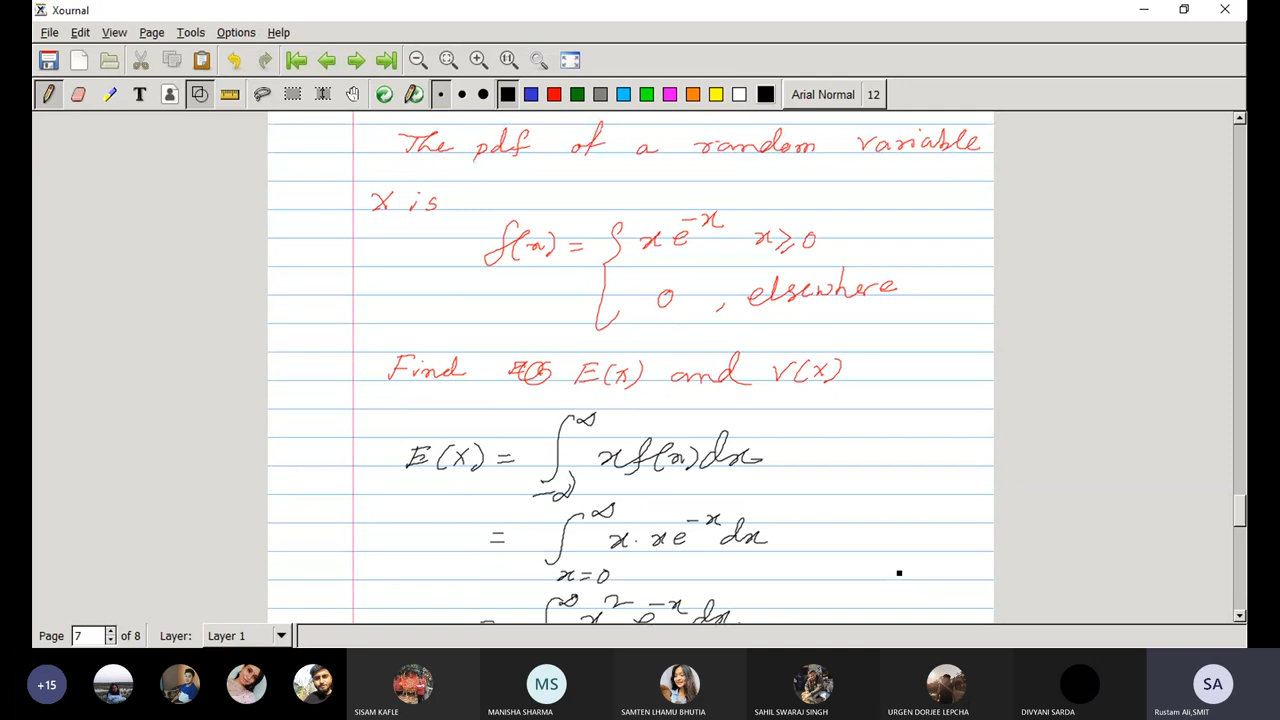 Xournal
File Edit View Page Tools Options Help
T Arial Normal 12
The pdf of a random variable
X is
f(x) = { x e^{-x} x ≥ 0
0 , elsewhere
Find E(X) and V(X)
E(X) = ∫_{-∞}^{∞} x f(x) dx
= ∫_{x=0}^{∞} x · x e^{-x} dx
= ∫^{∞} x^2 e^{-x} dx
Page 7 of 8 Layer: Layer 1
+15 MS SA
SISAM KAFLE MANISHA SHARMA SAMTEN LHAMU BHUTIA SAHIL SWARAJ SINGH URGEN DORJEE LEPCHA DIVYANI SARDA Rustam Ali,SMIT